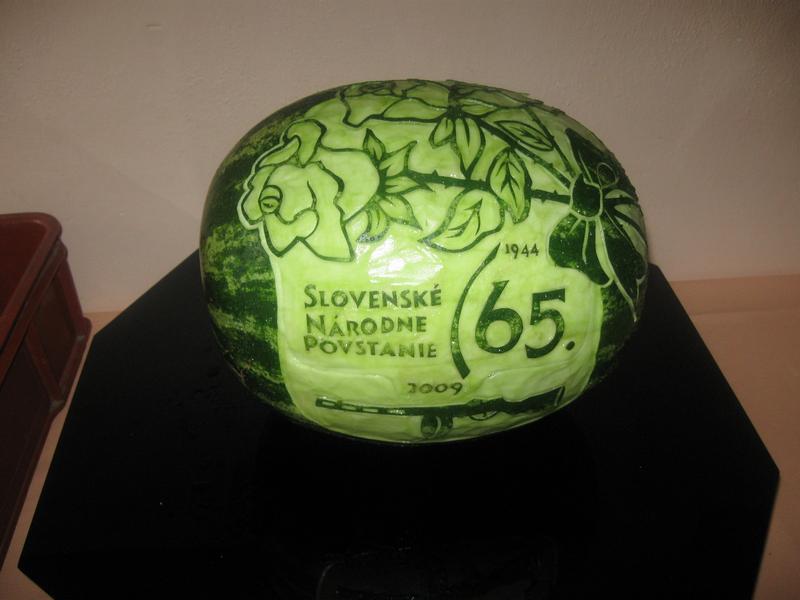 1944
SLOVENSKÉ
NÁRODNE
POVSTANIE
65.
2009